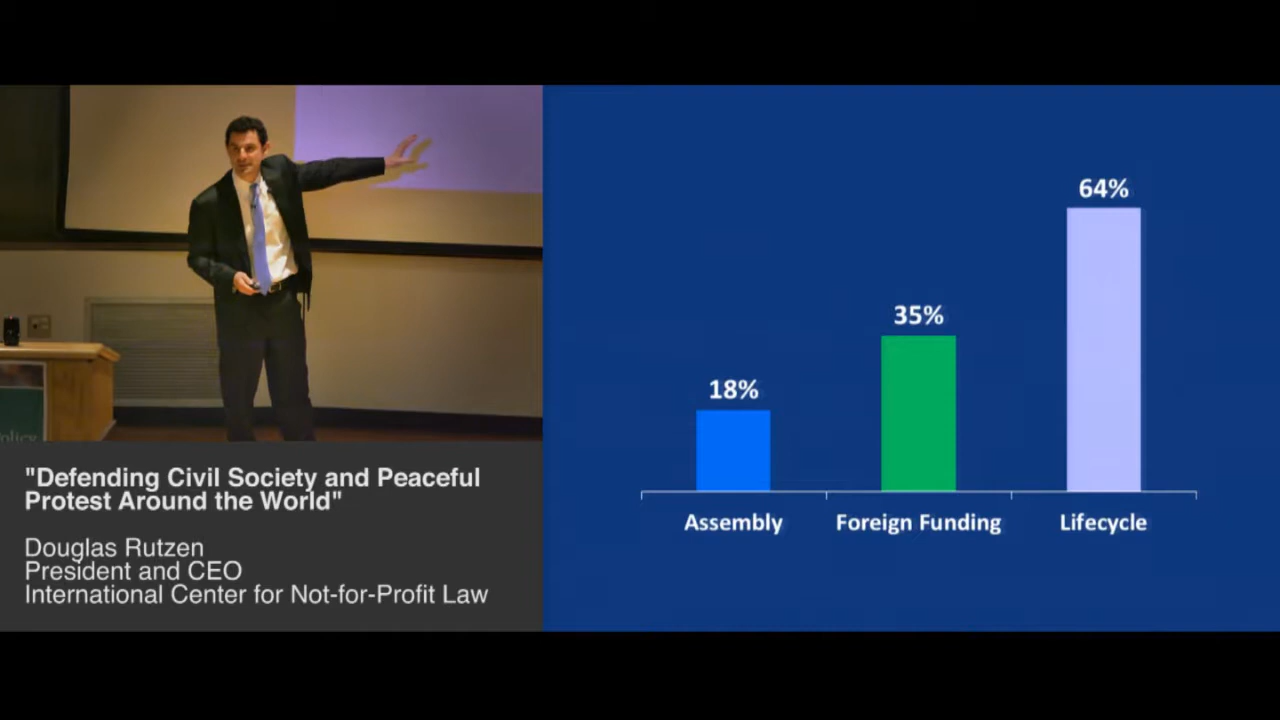 "Defending Civil Society and Peaceful
Protest Around the World"
Douglas Rutzen
President and CEO
International Center for Not-for-Profit Law
18%
35%
64%
Assembly
Foreign Funding
Lifecycle